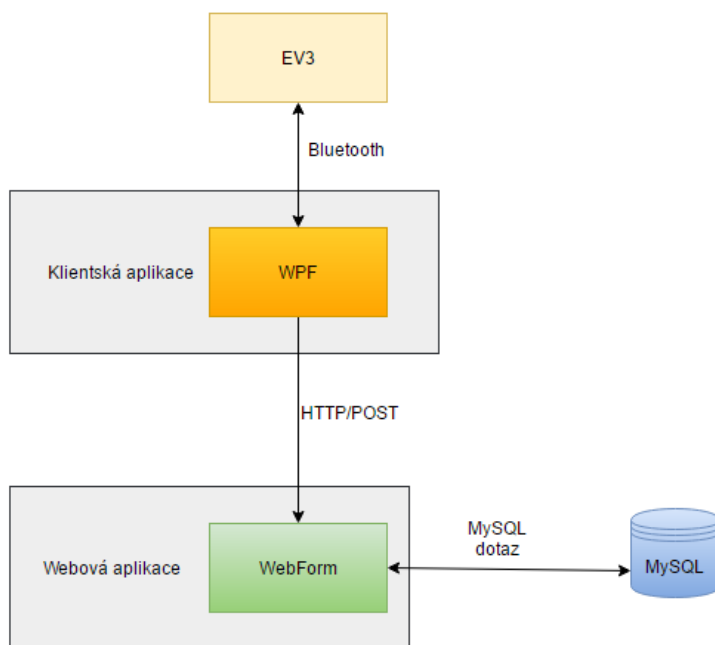 EV3
Bluetooth
Klientská aplikace
WPF
HTTP/POST
Webová aplikace
WebForm
MySQL
dotaz
MySQL